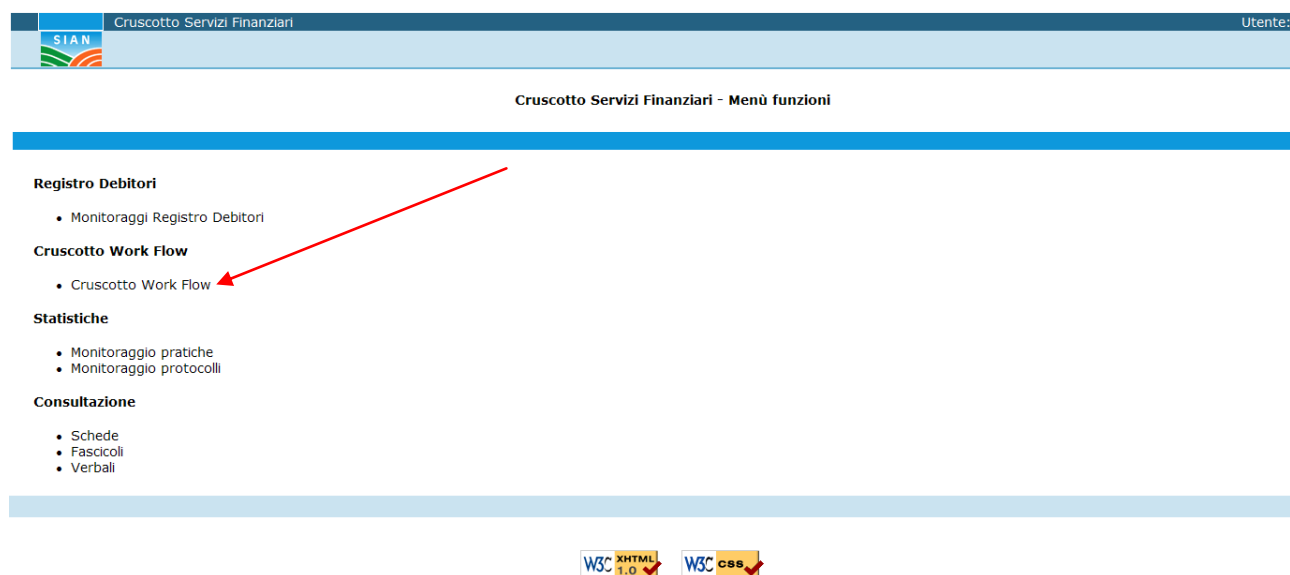 Cruscotto Servizi Finanziari
Utente:
SIAN
Cruscotto Servizi Finanziari - Menù funzioni
Registro Debitori
• Monitoraggi Registro Debitori
Cruscotto Work Flow
• Cruscotto Work Flow
Statistiche
• Monitoraggio pratiche
• Monitoraggio protocolli
Consultazione
• Schede
• Fascicoli
• Verbali
W3C XHTML 1.0
W3C css